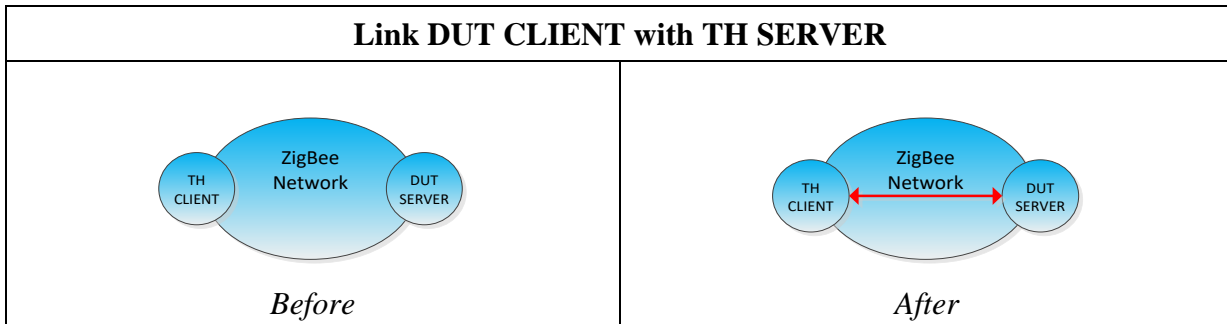 Link DUT CLIENT with TH SERVER
ZigBee
Network
TH
CLIENT
DUT
SERVER
Before
ZigBee
Network
TH
CLIENT
DUT
SERVER
After